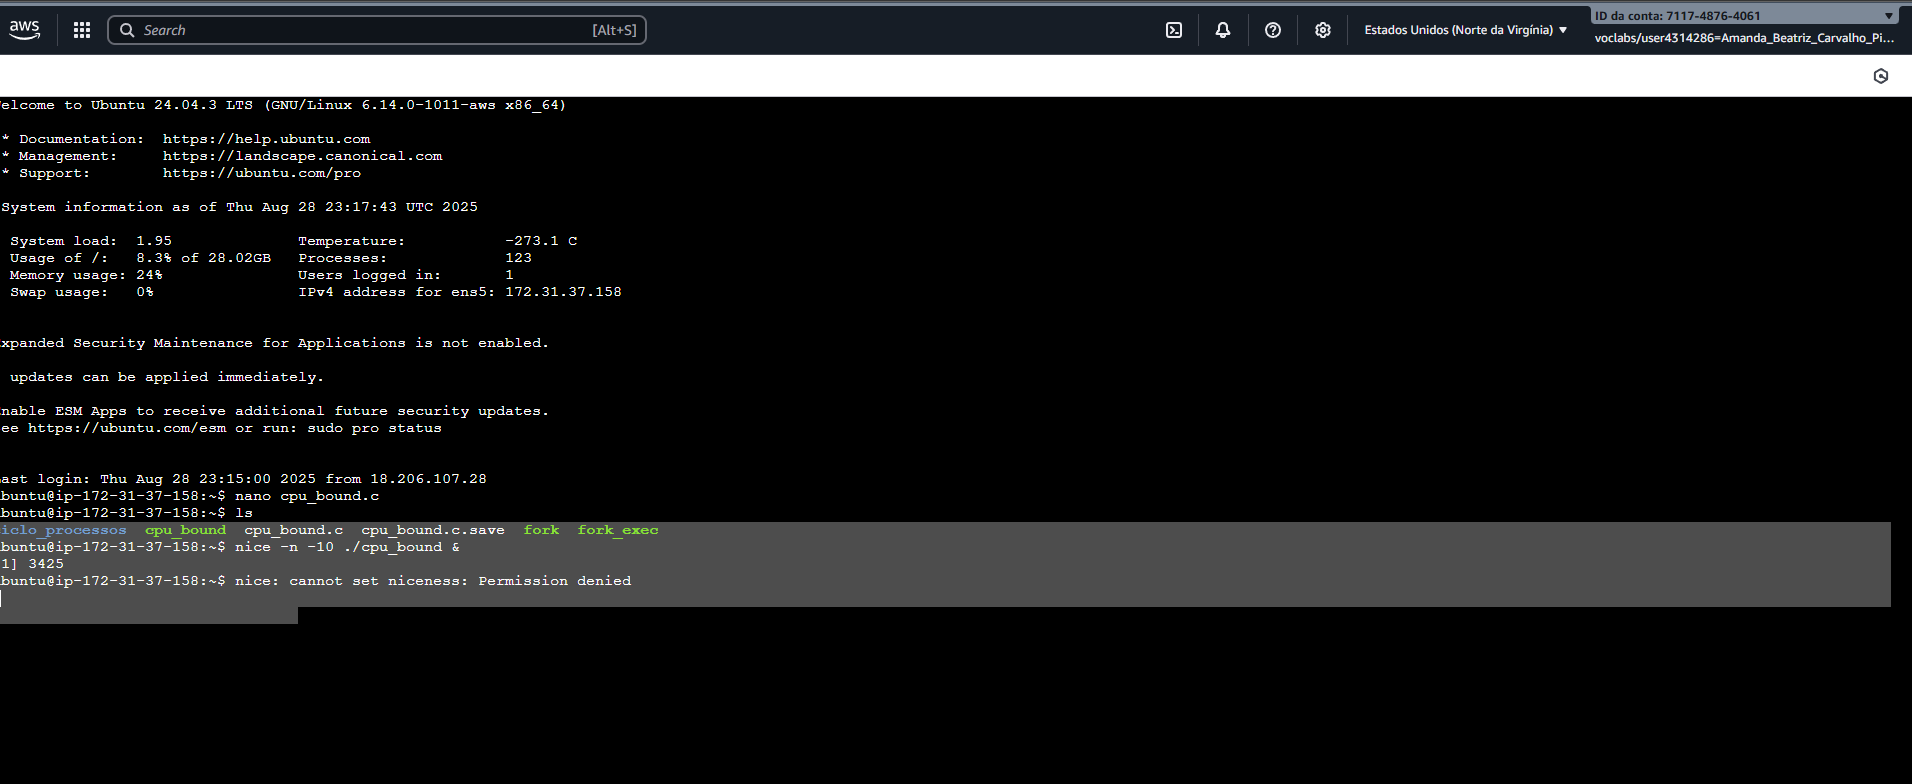 aws
Search [Alt+S]
Estados Unidos (Norte da Virgínia)
ID da conta: 7117-4876-4061
voclabs/user4314286=Amanda_Beatriz_Carvalho_Pi...
elcome to Ubuntu 24.04.3 LTS (GNU/Linux 6.14.0-1011-aws x86_64)
* Documentation:  https://help.ubuntu.com
* Management:     https://landscape.canonical.com
* Support:        https://ubuntu.com/pro
System information as of Thu Aug 28 23:17:43 UTC 2025
System load:  1.95              Temperature:           -273.1 C
Usage of /:   8.3% of 28.02GB   Processes:             123
Memory usage: 24%               Users logged in:       1
Swap usage:   0%                IPv4 address for ens5: 172.31.37.158
xpanded Security Maintenance for Applications is not enabled.
updates can be applied immediately.
nable ESM Apps to receive additional future security updates.
ee https://ubuntu.com/esm or run: sudo pro status
ast login: Thu Aug 28 23:15:00 2025 from 18.206.107.28
buntu@ip-172-31-37-158:~$ nano cpu_bound.c
buntu@ip-172-31-37-158:~$ ls
iclo_processos  cpu_bound  cpu_bound.c  cpu_bound.c.save  fork  fork_exec
buntu@ip-172-31-37-158:~$ nice -n -10 ./cpu_bound &
1] 3425
buntu@ip-172-31-37-158:~$ nice: cannot set niceness: Permission denied